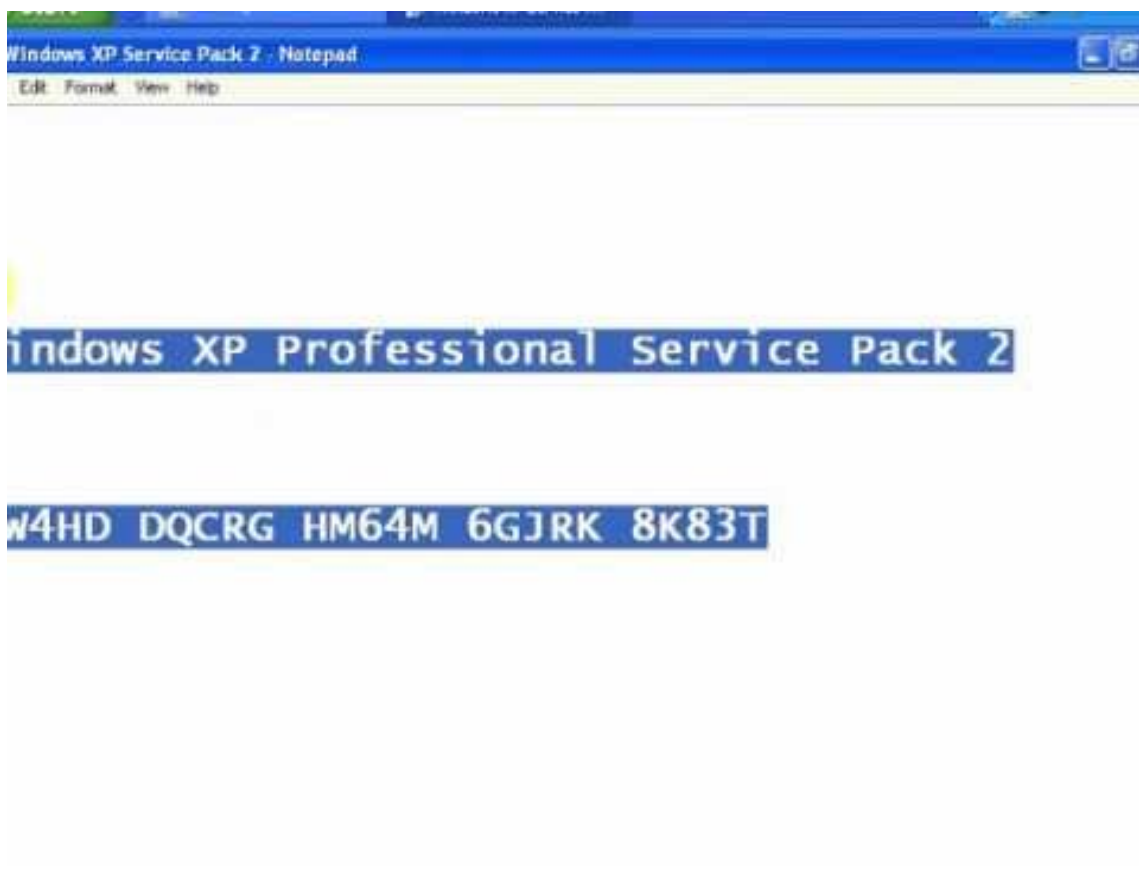 Windows XP Service Pack 2 - Notepad
Edit Format View Help
indows XP Professional Service Pack 2
W4HD DQCRG HM64M 6GJRK 8K83T